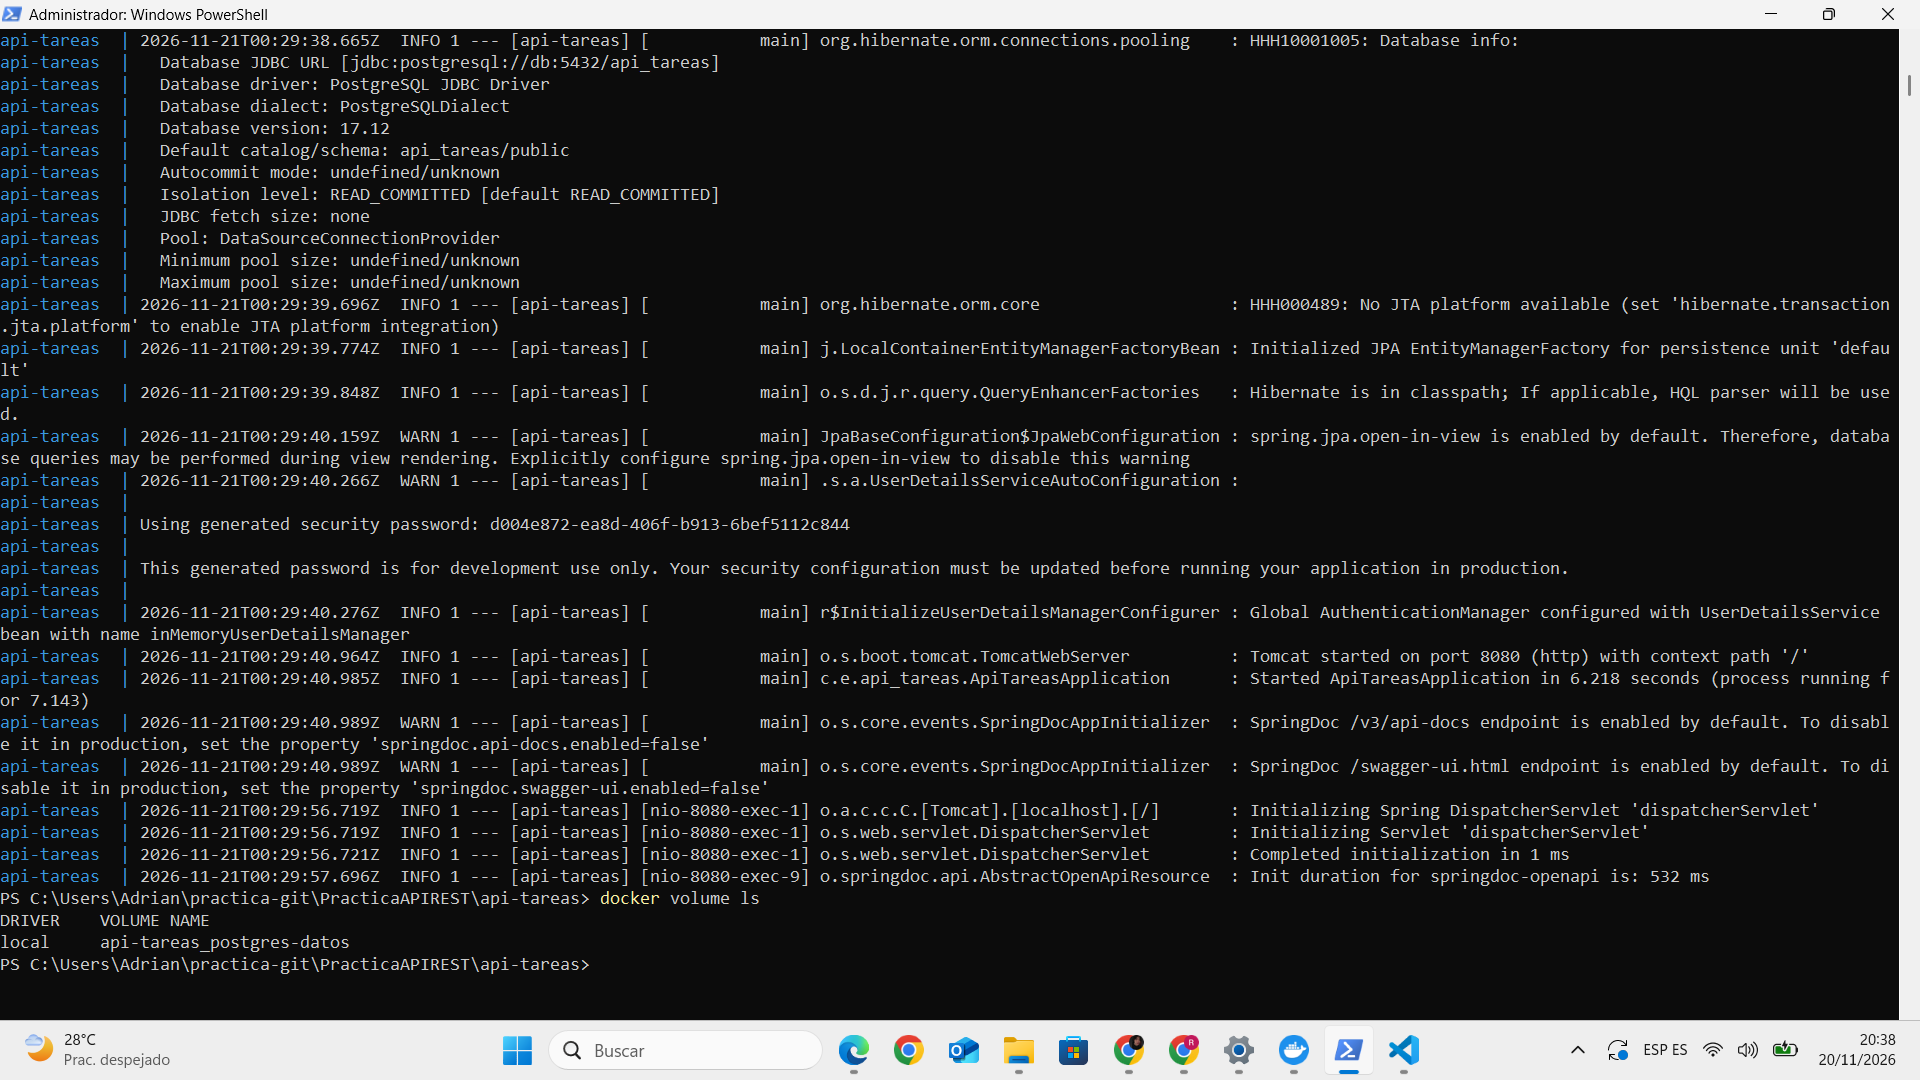 Administrador: Windows PowerShell
api-tareas  | 2026-11-21T00:29:38.665Z  INFO 1 --- [api-tareas] [           main] org.hibernate.orm.connections.pooling    : HHH10001005: Database info:
api-tareas  |   Database JDBC URL [jdbc:postgresql://db:5432/api_tareas]
api-tareas  |   Database driver: PostgreSQL JDBC Driver
api-tareas  |   Database dialect: PostgreSQLDialect
api-tareas  |   Database version: 17.12
api-tareas  |   Default catalog/schema: api_tareas/public
api-tareas  |   Autocommit mode: undefined/unknown
api-tareas  |   Isolation level: READ_COMMITTED [default READ_COMMITTED]
api-tareas  |   JDBC fetch size: none
api-tareas  |   Pool: DataSourceConnectionProvider
api-tareas  |   Minimum pool size: undefined/unknown
api-tareas  |   Maximum pool size: undefined/unknown
api-tareas  | 2026-11-21T00:29:39.696Z  INFO 1 --- [api-tareas] [           main] org.hibernate.orm.core                   : HHH000489: No JTA platform available (set 'hibernate.transaction
.jta.platform' to enable JTA platform integration)
api-tareas  | 2026-11-21T00:29:39.774Z  INFO 1 --- [api-tareas] [           main] j.LocalContainerEntityManagerFactoryBean : Initialized JPA EntityManagerFactory for persistence unit 'defau
lt'
api-tareas  | 2026-11-21T00:29:39.848Z  INFO 1 --- [api-tareas] [           main] o.s.d.j.r.query.QueryEnhancerFactories   : Hibernate is in classpath; If applicable, HQL parser will be use
d.
api-tareas  | 2026-11-21T00:29:40.159Z  WARN 1 --- [api-tareas] [           main] JpaBaseConfiguration$JpaWebConfiguration : spring.jpa.open-in-view is enabled by default. Therefore, databa
se queries may be performed during view rendering. Explicitly configure spring.jpa.open-in-view to disable this warning
api-tareas  | 2026-11-21T00:29:40.266Z  WARN 1 --- [api-tareas] [           main] .s.a.UserDetailsServiceAutoConfiguration :
api-tareas  |
api-tareas  | Using generated security password: d004e872-ea8d-406f-b913-6bef5112c844
api-tareas  |
api-tareas  | This generated password is for development use only. Your security configuration must be updated before running your application in production.
api-tareas  |
api-tareas  | 2026-11-21T00:29:40.276Z  INFO 1 --- [api-tareas] [           main] r$InitializeUserDetailsManagerConfigurer : Global AuthenticationManager configured with UserDetailsService
bean with name inMemoryUserDetailsManager
api-tareas  | 2026-11-21T00:29:40.964Z  INFO 1 --- [api-tareas] [           main] o.s.boot.tomcat.TomcatWebServer          : Tomcat started on port 8080 (http) with context path '/'
api-tareas  | 2026-11-21T00:29:40.985Z  INFO 1 --- [api-tareas] [           main] c.e.api_tareas.ApiTareasApplication      : Started ApiTareasApplication in 6.218 seconds (process running f
or 7.143)
api-tareas  | 2026-11-21T00:29:40.989Z  WARN 1 --- [api-tareas] [           main] o.s.core.events.SpringDocAppInitializer  : SpringDoc /v3/api-docs endpoint is enabled by default. To disabl
e it in production, set the property 'springdoc.api-docs.enabled=false'
api-tareas  | 2026-11-21T00:29:40.989Z  WARN 1 --- [api-tareas] [           main] o.s.core.events.SpringDocAppInitializer  : SpringDoc /swagger-ui.html endpoint is enabled by default. To di
sable it in production, set the property 'springdoc.swagger-ui.enabled=false'
api-tareas  | 2026-11-21T00:29:56.719Z  INFO 1 --- [api-tareas] [nio-8080-exec-1] o.a.c.c.C.[Tomcat].[localhost].[/]       : Initializing Spring DispatcherServlet 'dispatcherServlet'
api-tareas  | 2026-11-21T00:29:56.719Z  INFO 1 --- [api-tareas] [nio-8080-exec-1] o.s.web.servlet.DispatcherServlet        : Initializing Servlet 'dispatcherServlet'
api-tareas  | 2026-11-21T00:29:56.721Z  INFO 1 --- [api-tareas] [nio-8080-exec-1] o.s.web.servlet.DispatcherServlet        : Completed initialization in 1 ms
api-tareas  | 2026-11-21T00:29:57.696Z  INFO 1 --- [api-tareas] [nio-8080-exec-9] o.springdoc.api.AbstractOpenApiResource  : Init duration for springdoc-openapi is: 532 ms
PS C:\Users\Adrian\practica-git\PracticaAPIREST\api-tareas> docker volume ls
DRIVER    VOLUME NAME
local     api-tareas_postgres-datos
PS C:\Users\Adrian\practica-git\PracticaAPIREST\api-tareas>
28°C
Prac. despejado
Buscar
ESP ES
20:38
20/11/2026